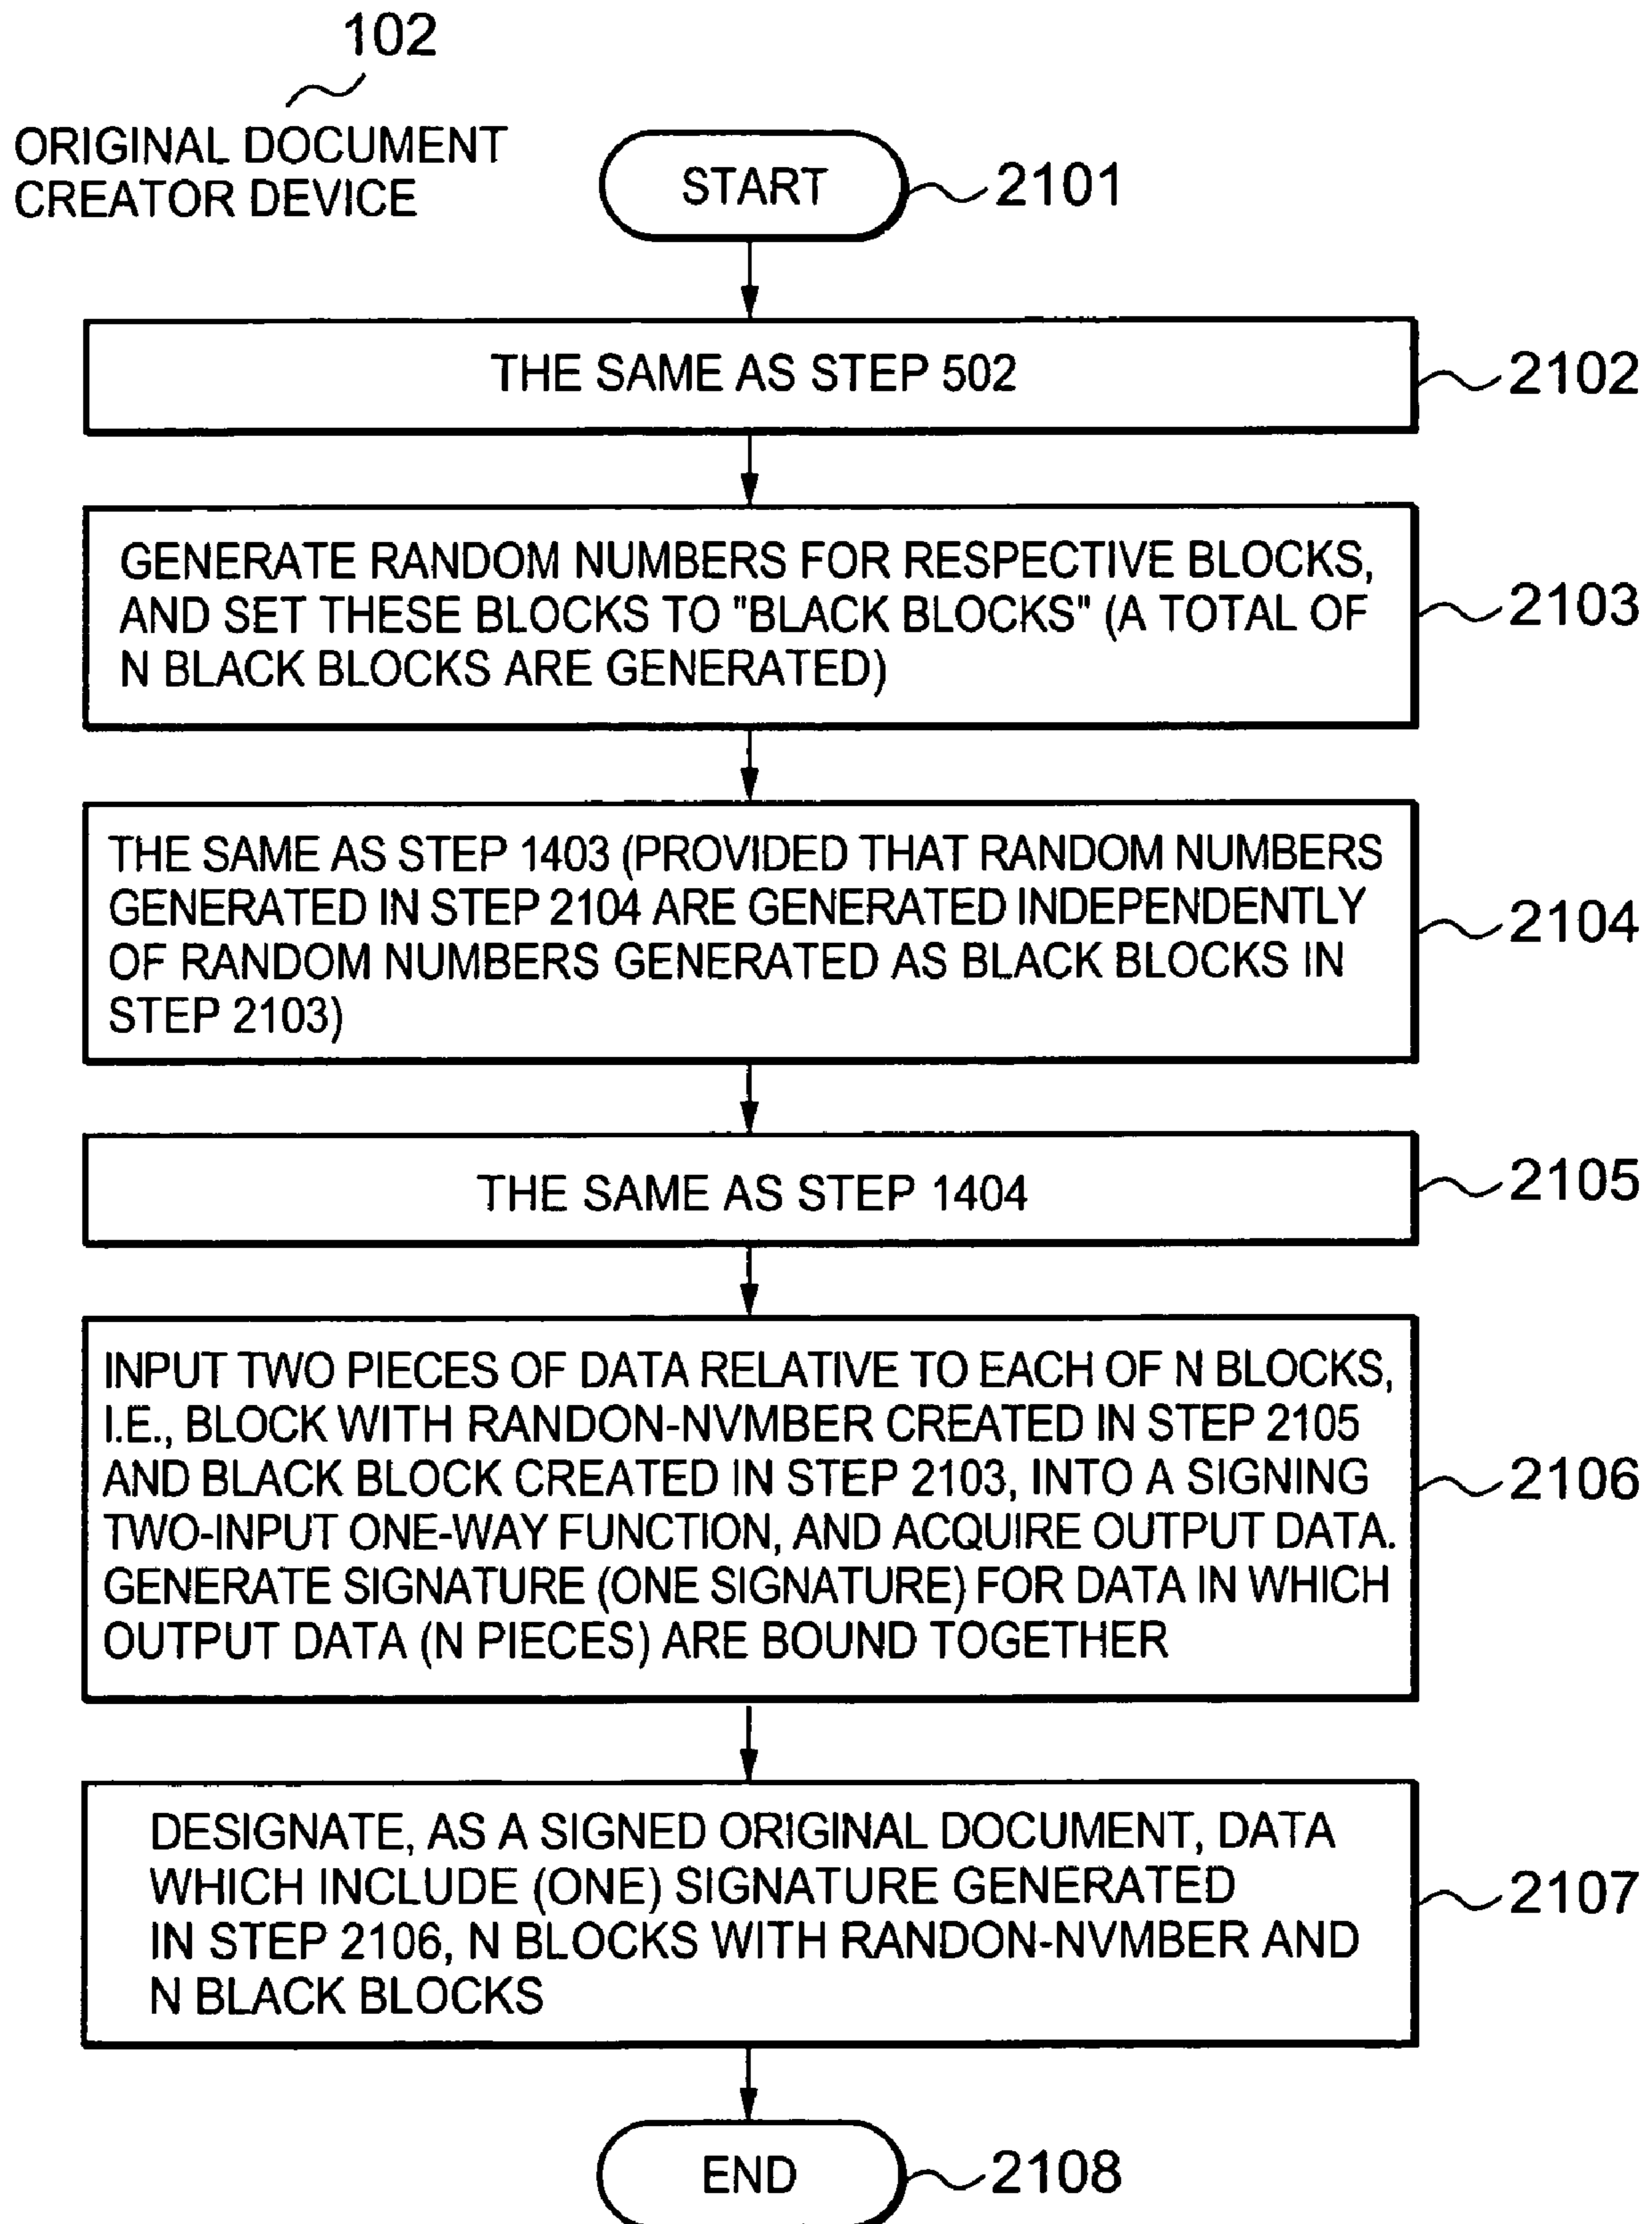 102
ORIGINAL DOCUMENT
CREATOR DEVICE
START
2101
THE SAME AS STEP 502
2102
GENERATE RANDOM NUMBERS FOR RESPECTIVE BLOCKS,
AND SET THESE BLOCKS TO "BLACK BLOCKS" (A TOTAL OF
N BLACK BLOCKS ARE GENERATED)
2103
THE SAME AS STEP 1403 (PROVIDED THAT RANDOM NUMBERS
GENERATED IN STEP 2104 ARE GENERATED INDEPENDENTLY
OF RANDOM NUMBERS GENERATED AS BLACK BLOCKS IN
STEP 2103)
2104
THE SAME AS STEP 1404
2105
INPUT TWO PIECES OF DATA RELATIVE TO EACH OF N BLOCKS,
I.E., BLOCK WITH RANDON-NVMBER CREATED IN STEP 2105
AND BLACK BLOCK CREATED IN STEP 2103, INTO A SIGNING
TWO-INPUT ONE-WAY FUNCTION, AND ACQUIRE OUTPUT DATA.
GENERATE SIGNATURE (ONE SIGNATURE) FOR DATA IN WHICH
OUTPUT DATA (N PIECES) ARE BOUND TOGETHER
2106
DESIGNATE, AS A SIGNED ORIGINAL DOCUMENT, DATA
WHICH INCLUDE (ONE) SIGNATURE GENERATED
IN STEP 2106, N BLOCKS WITH RANDON-NVMBER AND
N BLACK BLOCKS
2107
END
2108